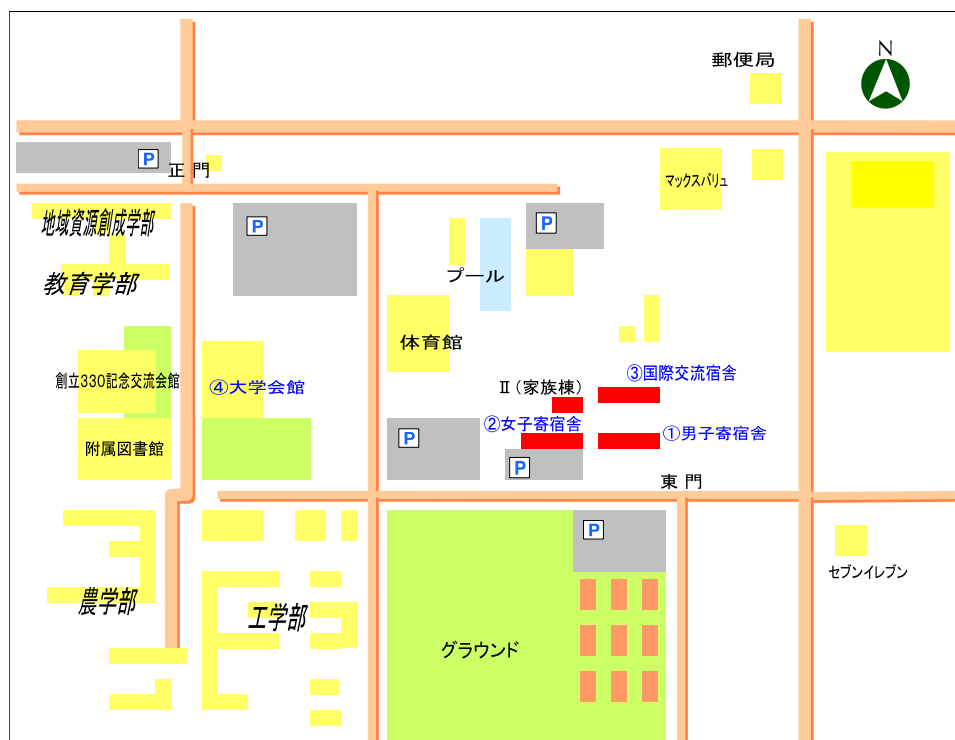 郵便局
N
P
正門
マックスバリュ
地域資源創成学部
P
P
教育学部
プール
体育館
③国際交流宿舎
創立330記念交流会館
④大学会館
Ⅱ(家族棟)
②女子寄宿舎
①男子寄宿舎
附属図書館
P
P
東門
P
セブンイレブン
農学部
工学部
グラウンド